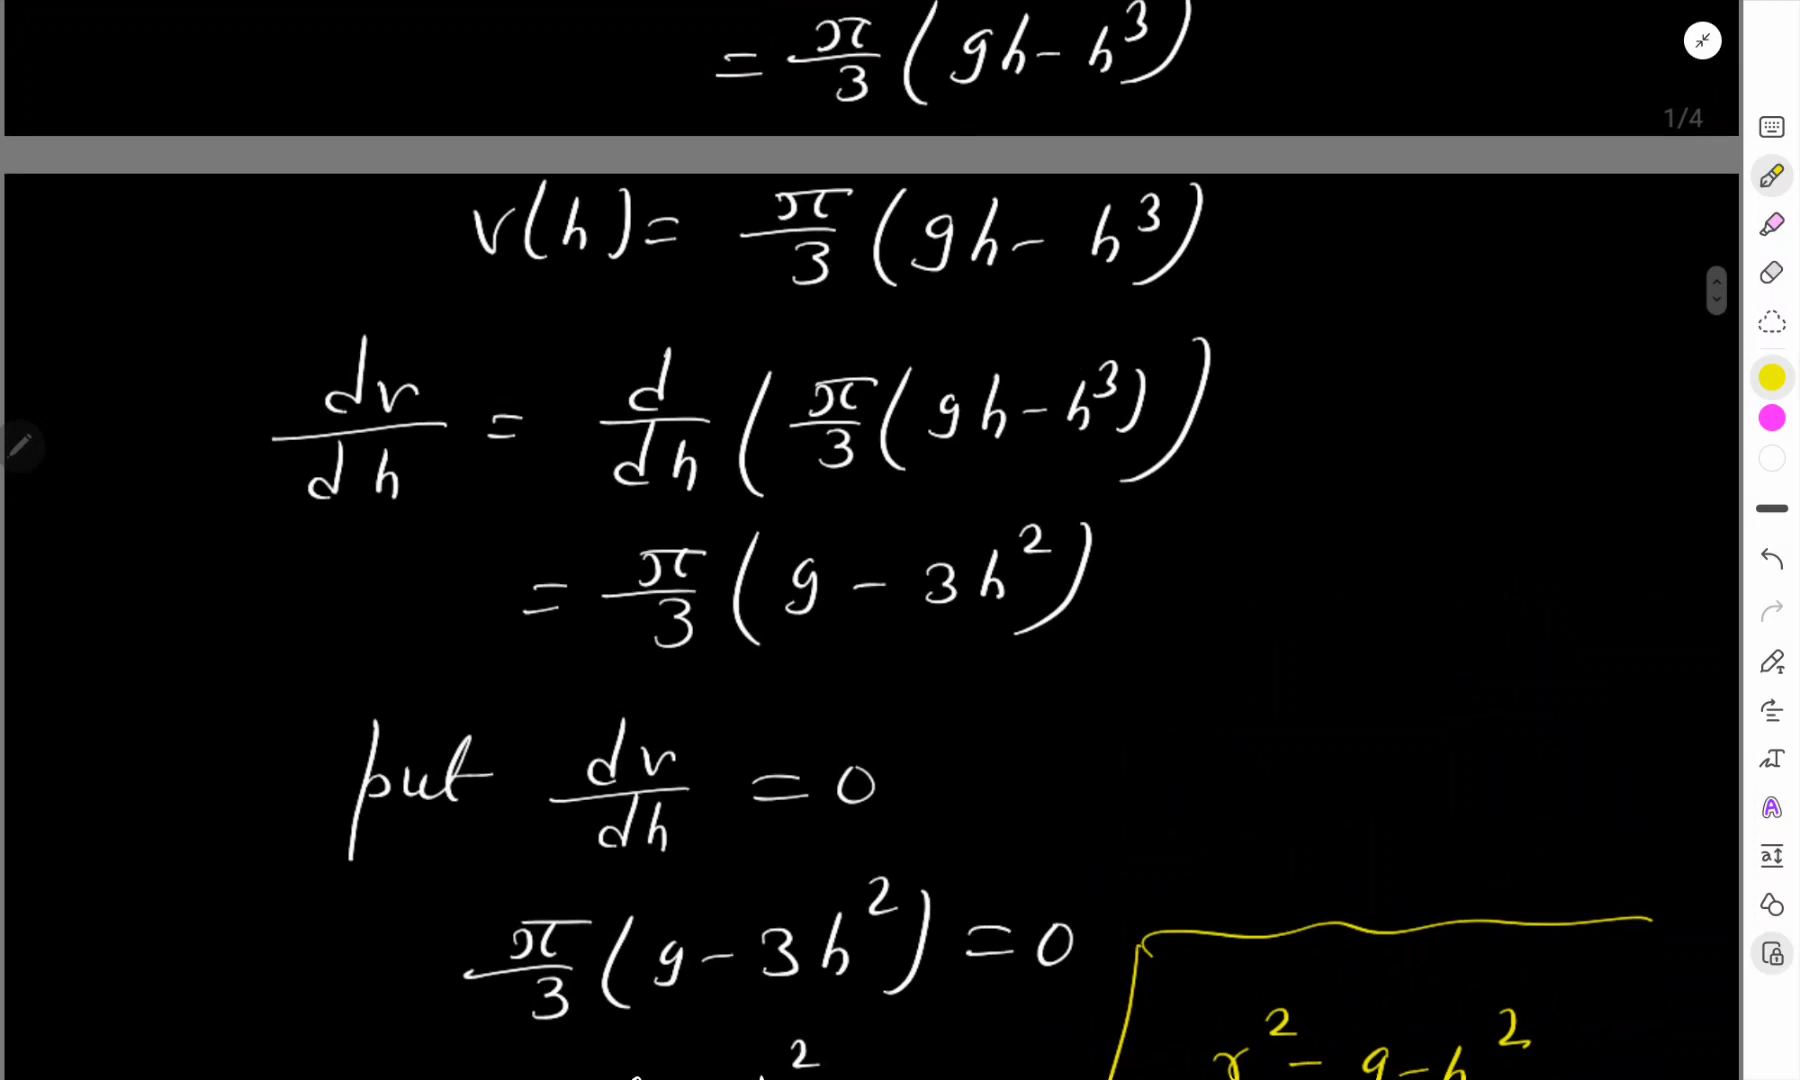 = π/3 (9h - h³)
1/4
v(h) = π/3 (9h - h³)
dv/dh = d/dh (π/3 (9h - h³))
= π/3 (9 - 3h²)
put dv/dh = 0
π/3 (9 - 3h²) = 0
r² = 9 - h²
2